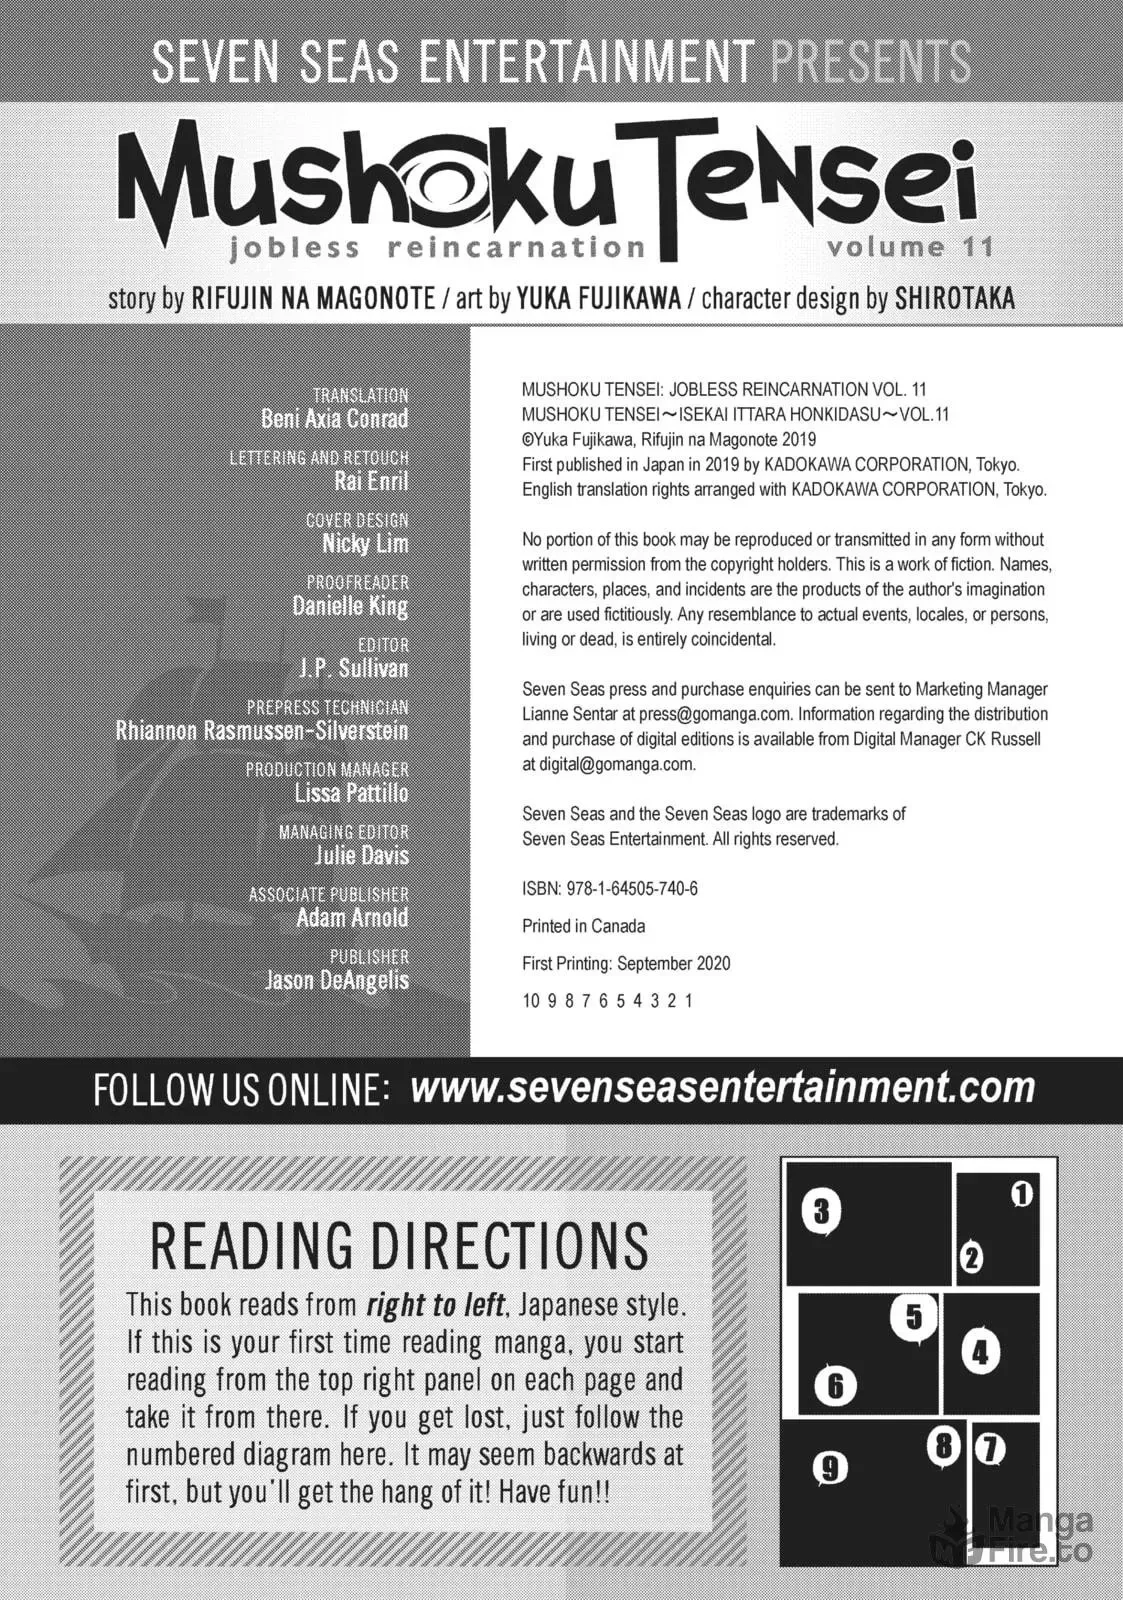 SEVEN SEAS ENTERTAINMENT PRESENTS
Mushoku Tensei
jobless reincarnation volume 11
story by RIFUJIN NA MAGONOTE / art by YUKA FUJIKAWA / character design by SHIROTAKA
TRANSLATION
Beni Axia Conrad
LETTERING AND RETOUCH
Rai Enril
COVER DESIGN
Nicky Lim
PROOFREADER
Danielle King
EDITOR
J.P. Sullivan
PREPRESS TECHNICIAN
Rhiannon Rasmussen-Silverstein
PRODUCTION MANAGER
Lissa Pattillo
MANAGING EDITOR
Julie Davis
ASSOCIATE PUBLISHER
Adam Arnold
PUBLISHER
Jason DeAngelis
MUSHOKU TENSEI: JOBLESS REINCARNATION VOL. 11
MUSHOKU TENSEI～ISEKAI ITTARA HONKIDASU～VOL.11
©Yuka Fujikawa, Rifujin na Magonote 2019
First published in Japan in 2019 by KADOKAWA CORPORATION, Tokyo.
English translation rights arranged with KADOKAWA CORPORATION, Tokyo.
No portion of this book may be reproduced or transmitted in any form without
written permission from the copyright holders. This is a work of fiction. Names,
characters, places, and incidents are the products of the author's imagination
or are used fictitiously. Any resemblance to actual events, locales, or persons,
living or dead, is entirely coincidental.
Seven Seas press and purchase enquiries can be sent to Marketing Manager
Lianne Sentar at press@gomanga.com. Information regarding the distribution
and purchase of digital editions is available from Digital Manager CK Russell
at digital@gomanga.com.
Seven Seas and the Seven Seas logo are trademarks of
Seven Seas Entertainment. All rights reserved.
ISBN: 978-1-64505-740-6
Printed in Canada
First Printing: September 2020
10 9 8 7 6 5 4 3 2 1
FOLLOW US ONLINE: www.sevenseasentertainment.com
READING DIRECTIONS
This book reads from right to left, Japanese style.
If this is your first time reading manga, you start
reading from the top right panel on each page and
take it from there. If you get lost, just follow the
numbered diagram here. It may seem backwards at
first, but you'll get the hang of it! Have fun!!
1
2
3
4
5
6
7
8
9
Manga
Fire.to